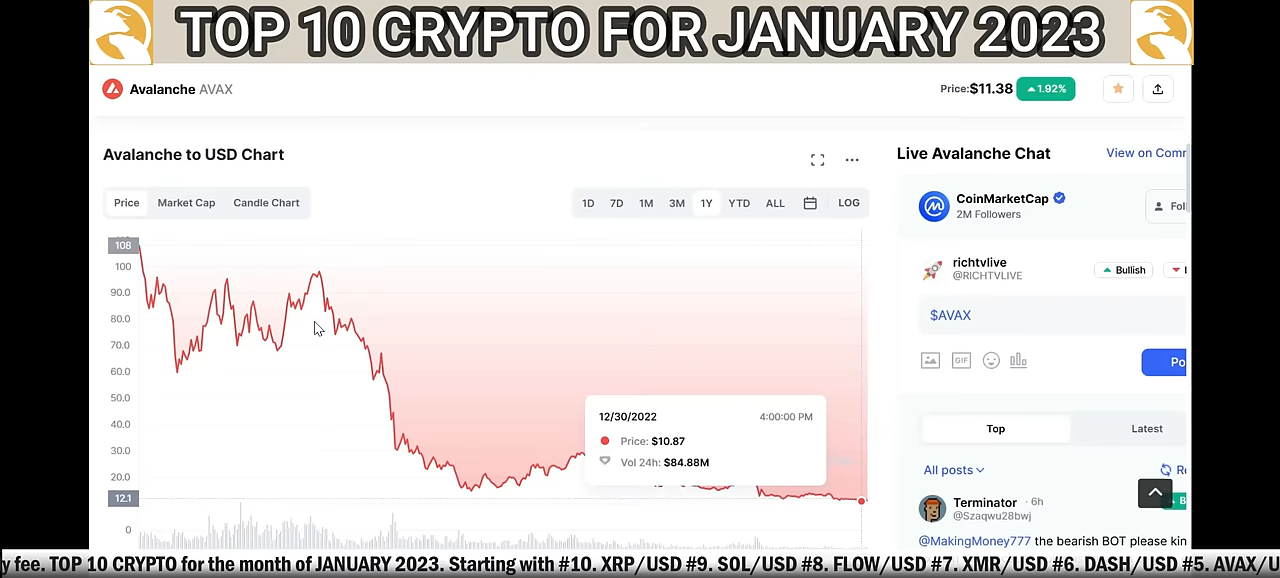 TOP 10 CRYPTO FOR JANUARY 2023
Avalanche AVAX
Price:$11.38
1.92%
Avalanche to USD Chart
Live Avalanche Chat
View on Comm
Price Market Cap Candle Chart
1D 7D 1M 3M 1Y YTD ALL LOG
CoinMarketCap
2M Followers
Fol
richtvlive
@RICHTVLIVE
Bullish
$AVAX
GIF
Po
108
100
90.0
80.0
70.0
60.0
50.0
40.0
30.0
20.0
12.1
0
12/30/2022 4:00:00 PM
Price: $10.87
Vol 24h: $84.88M
Top Latest
All posts
Re
Terminator · 6h
@Szaqwu28bwj
B
@MakingMoney777 the bearish BOT please kin
y fee. TOP 10 CRYPTO for the month of JANUARY 2023. Starting with #10. XRP/USD #9. SOL/USD #8. FLOW/USD #7. XMR/USD #6. DASH/USD #5. AVAX/U